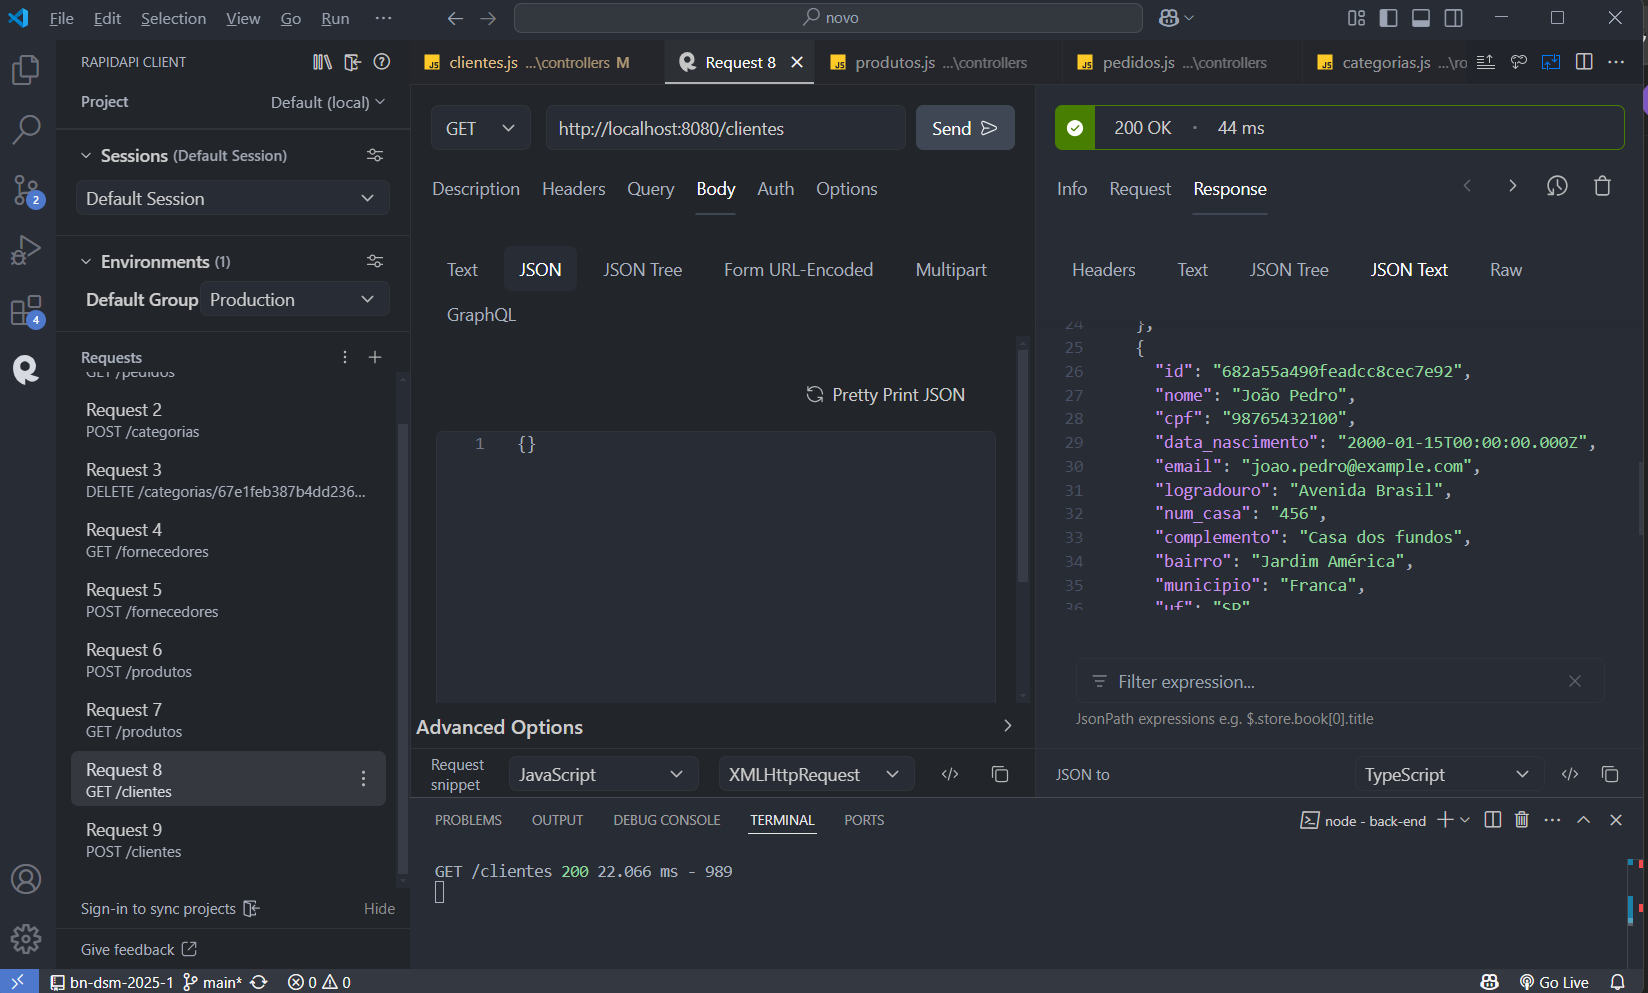 File Edit Selection View Go Run ···
novo
RAPIDAPI CLIENT
Project Default (local)
Sessions (Default Session)
Default Session
Environments (1)
Default Group Production
Requests
GET /pedidos
Request 2
POST /categorias
Request 3
DELETE /categorias/67e1feb387b4dd236...
Request 4
GET /fornecedores
Request 5
POST /fornecedores
Request 6
POST /produtos
Request 7
GET /produtos
Request 8
GET /clientes
Request 9
POST /clientes
Sign-in to sync projects Hide
Give feedback
2
4
JS clientes.js ...\controllers M Request 8 JS produtos.js ...\controllers JS pedidos.js ...\controllers JS categorias.js ...\ro
GET http://localhost:8080/clientes Send
Description Headers Query Body Auth Options
Text JSON JSON Tree Form URL-Encoded Multipart
GraphQL
Pretty Print JSON
1 {}
Advanced Options
Request snippet JavaScript XMLHttpRequest
200 OK · 44 ms
Info Request Response
Headers Text JSON Tree JSON Text Raw
24 },
25 {
26 "id": "682a55a490feadcc8cec7e92",
27 "nome": "João Pedro",
28 "cpf": "98765432100",
29 "data_nascimento": "2000-01-15T00:00:00.000Z",
30 "email": "joao.pedro@example.com",
31 "logradouro": "Avenida Brasil",
32 "num_casa": "456",
33 "complemento": "Casa dos fundos",
34 "bairro": "Jardim América",
35 "municipio": "Franca",
36 "uf": "SP"
Filter expression...
JsonPath expressions e.g. $.store.book[0].title
JSON to TypeScript
PROBLEMS OUTPUT DEBUG CONSOLE TERMINAL PORTS
node - back-end
GET /clientes 200 22.066 ms - 989
bn-dsm-2025-1 main* 0 0 Go Live